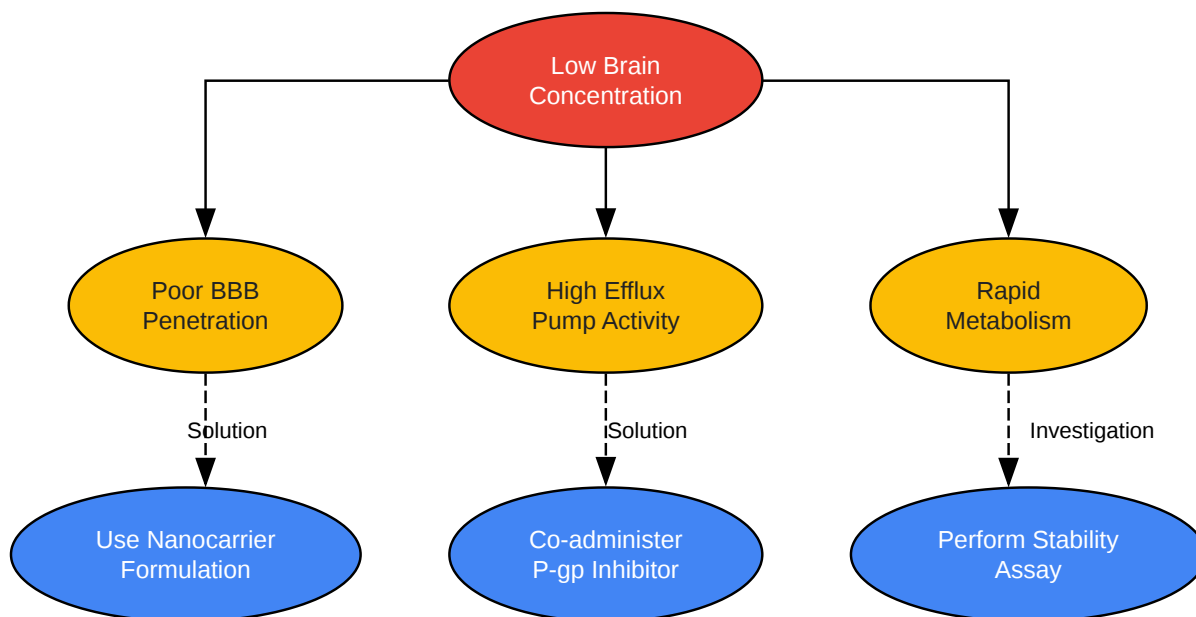 Low Brain
Concentration
Poor BBB
Penetration
High Efflux
Pump Activity
Rapid
Metabolism
Solution
Solution
Investigation
Use Nanocarrier
Formulation
Co-administer
P-gp Inhibitor
Perform Stability
Assay